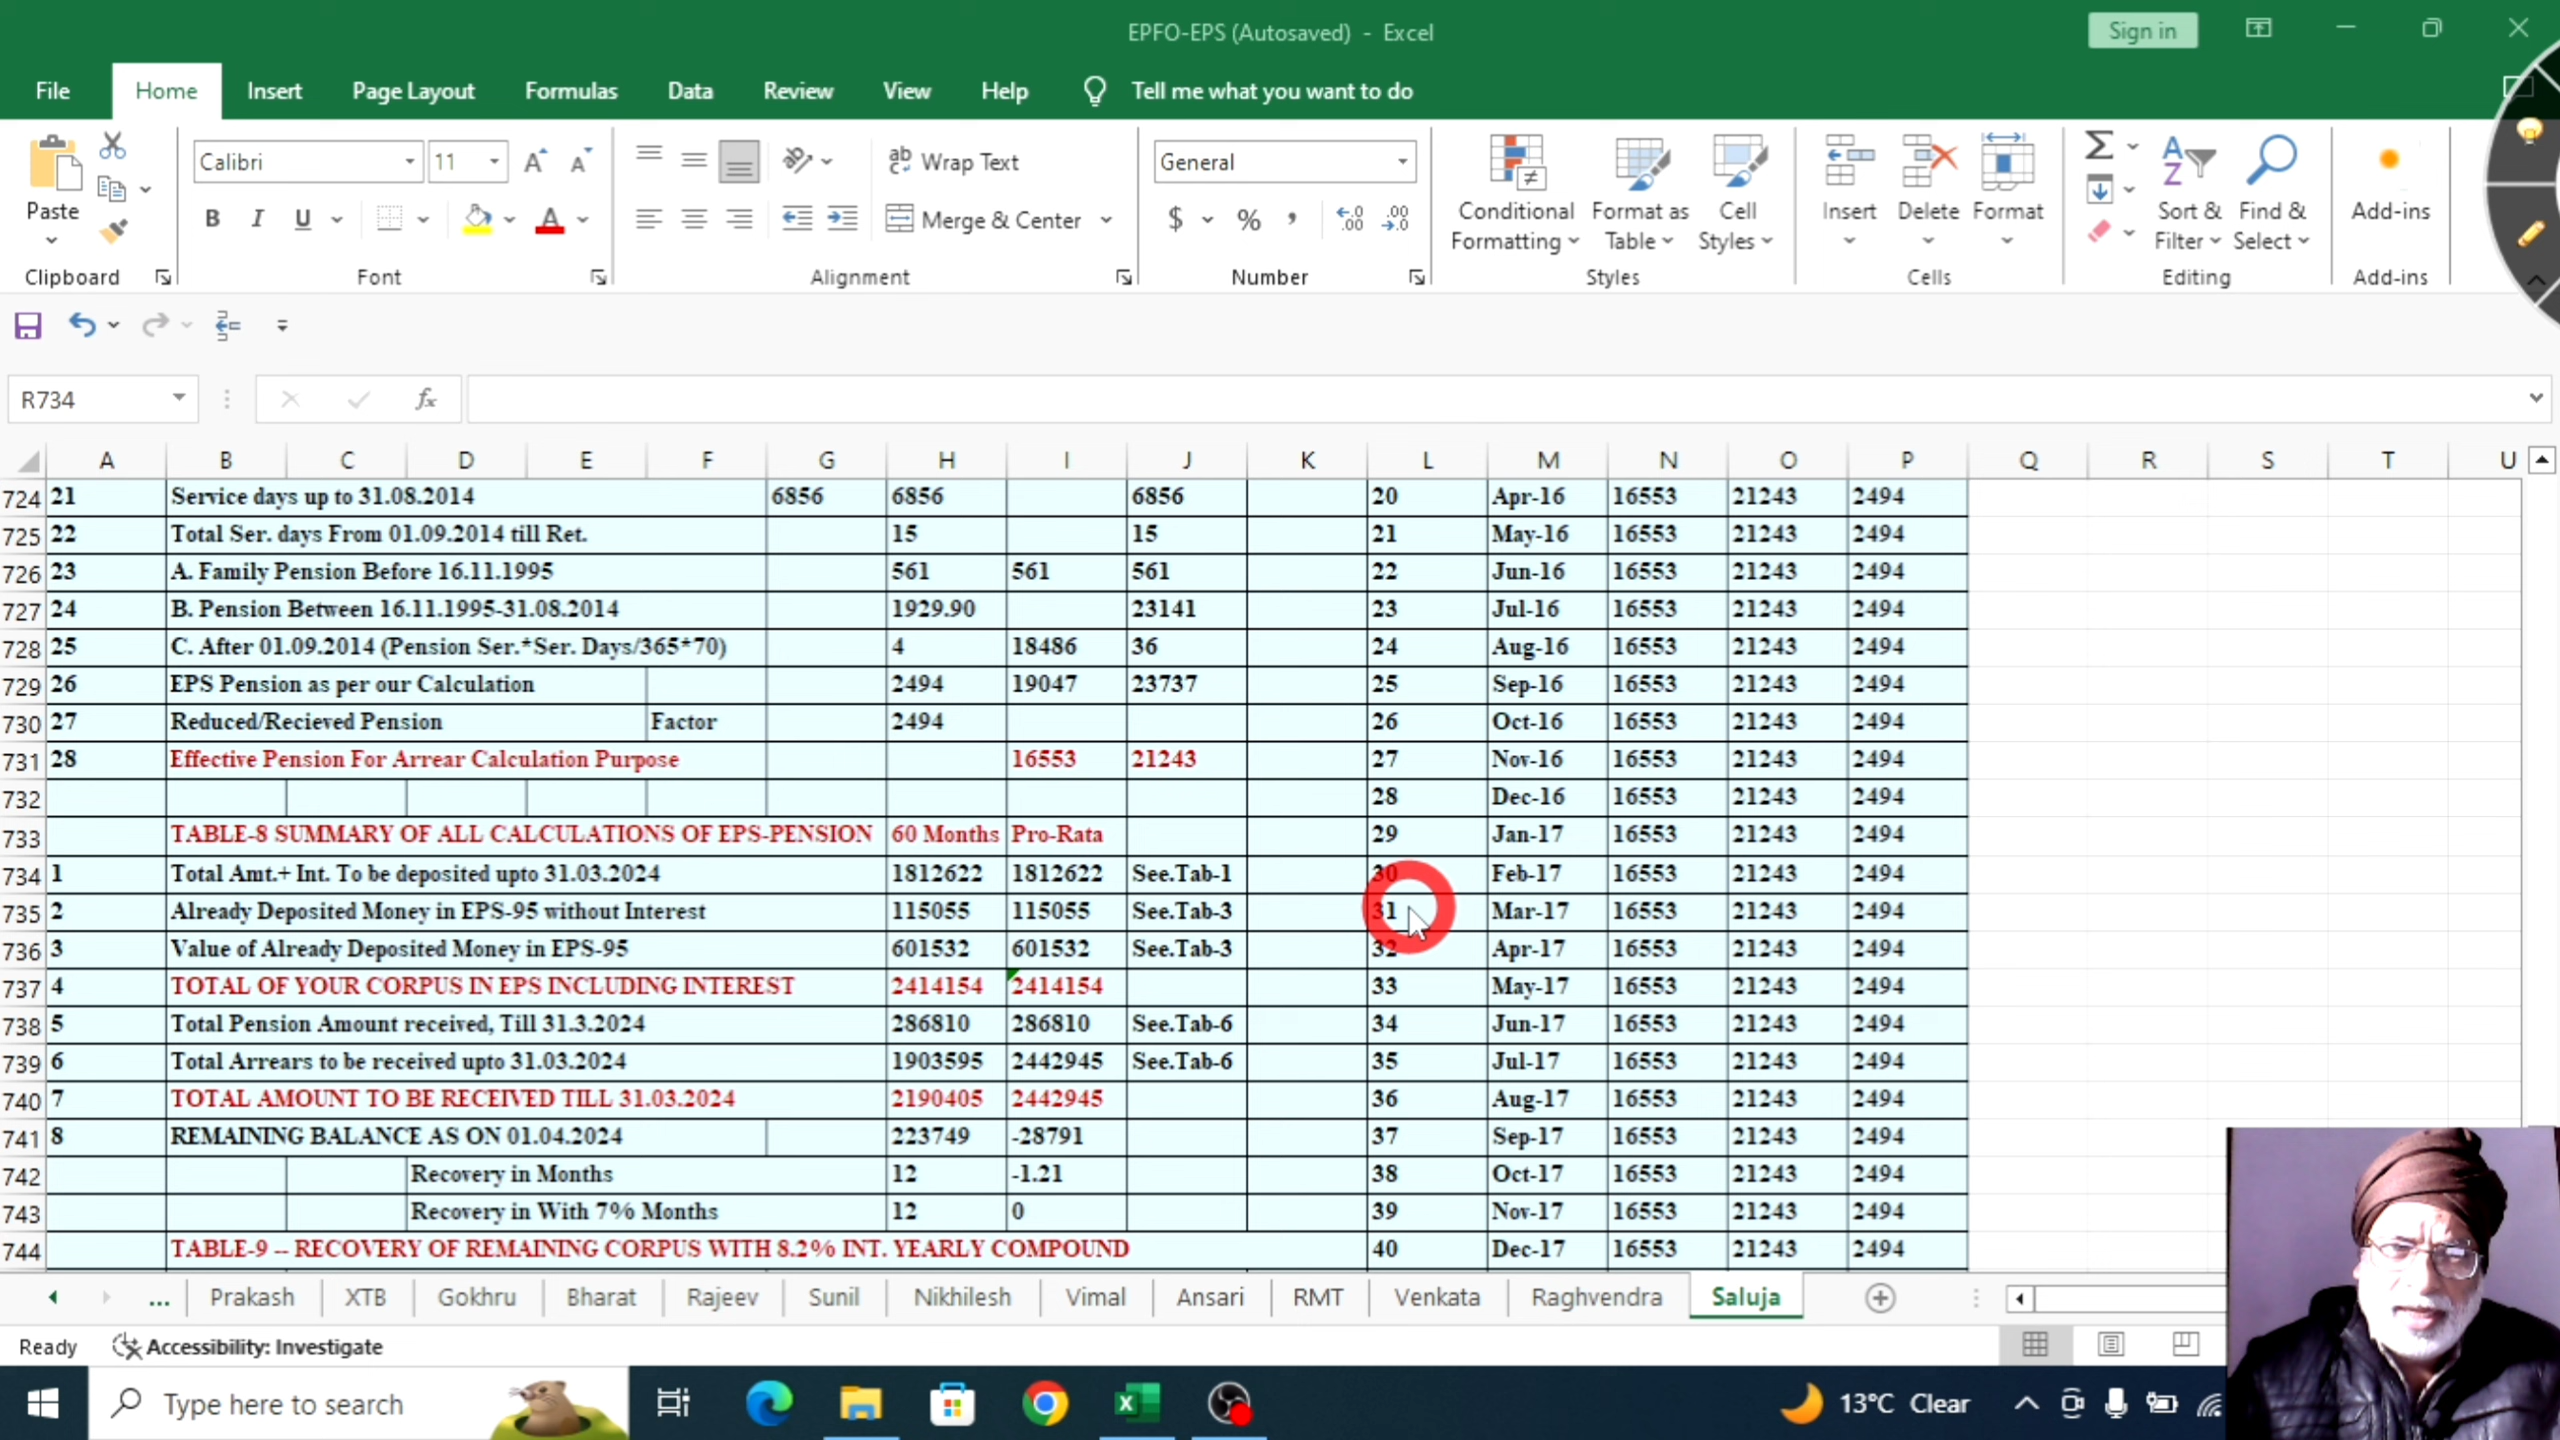 EPFO-EPS (Autosaved) - Excel
Sign in
File Home Insert Page Layout Formulas Data Review View Help Tell me what you want to do
Calibri 11 Wrap Text General
Paste Merge & Center $ % Conditional Formatting Format as Table Cell Styles Insert Delete Format Sort & Filter Find & Select Add-ins
Clipboard Font Alignment Number Styles Cells Editing Add-ins
R734 fx
A B C D E F G H I J K L M N O P Q R S T U
724 21 Service days up to 31.08.2014 6856 6856 6856 20 Apr-16 16553 21243 2494
725 22 Total Ser. days From 01.09.2014 till Ret. 15 15 21 May-16 16553 21243 2494
726 23 A. Family Pension Before 16.11.1995 561 561 561 22 Jun-16 16553 21243 2494
727 24 B. Pension Between 16.11.1995-31.08.2014 1929.90 23141 23 Jul-16 16553 21243 2494
728 25 C. After 01.09.2014 (Pension Ser.*Ser. Days/365*70) 4 18486 36 24 Aug-16 16553 21243 2494
729 26 EPS Pension as per our Calculation 2494 19047 23737 25 Sep-16 16553 21243 2494
730 27 Reduced/Recieved Pension Factor 2494 26 Oct-16 16553 21243 2494
731 28 Effective Pension For Arrear Calculation Purpose 16553 21243 27 Nov-16 16553 21243 2494
732 28 Dec-16 16553 21243 2494
733 TABLE-8 SUMMARY OF ALL CALCULATIONS OF EPS-PENSION 60 Months Pro-Rata 29 Jan-17 16553 21243 2494
734 1 Total Amt.+ Int. To be deposited upto 31.03.2024 1812622 1812622 See.Tab-1 30 Feb-17 16553 21243 2494
735 2 Already Deposited Money in EPS-95 without Interest 115055 115055 See.Tab-3 31 Mar-17 16553 21243 2494
736 3 Value of Already Deposited Money in EPS-95 601532 601532 See.Tab-3 32 Apr-17 16553 21243 2494
737 4 TOTAL OF YOUR CORPUS IN EPS INCLUDING INTEREST 2414154 2414154 33 May-17 16553 21243 2494
738 5 Total Pension Amount received, Till 31.3.2024 286810 286810 See.Tab-6 34 Jun-17 16553 21243 2494
739 6 Total Arrears to be received upto 31.03.2024 1903595 2442945 See.Tab-6 35 Jul-17 16553 21243 2494
740 7 TOTAL AMOUNT TO BE RECEIVED TILL 31.03.2024 2190405 2442945 36 Aug-17 16553 21243 2494
741 8 REMAINING BALANCE AS ON 01.04.2024 223749 -28791 37 Sep-17 16553 21243 2494
742 Recovery in Months 12 -1.21 38 Oct-17 16553 21243 2494
743 Recovery in With 7% Months 12 0 39 Nov-17 16553 21243 2494
744 TABLE-9 -- RECOVERY OF REMAINING CORPUS WITH 8.2% INT. YEARLY COMPOUND 40 Dec-17 16553 21243 2494
... Prakash XTB Gokhru Bharat Rajeev Sunil Nikhilesh Vimal Ansari RMT Venkata Raghvendra Saluja
Ready Accessibility: Investigate
Type here to search 13°C Clear